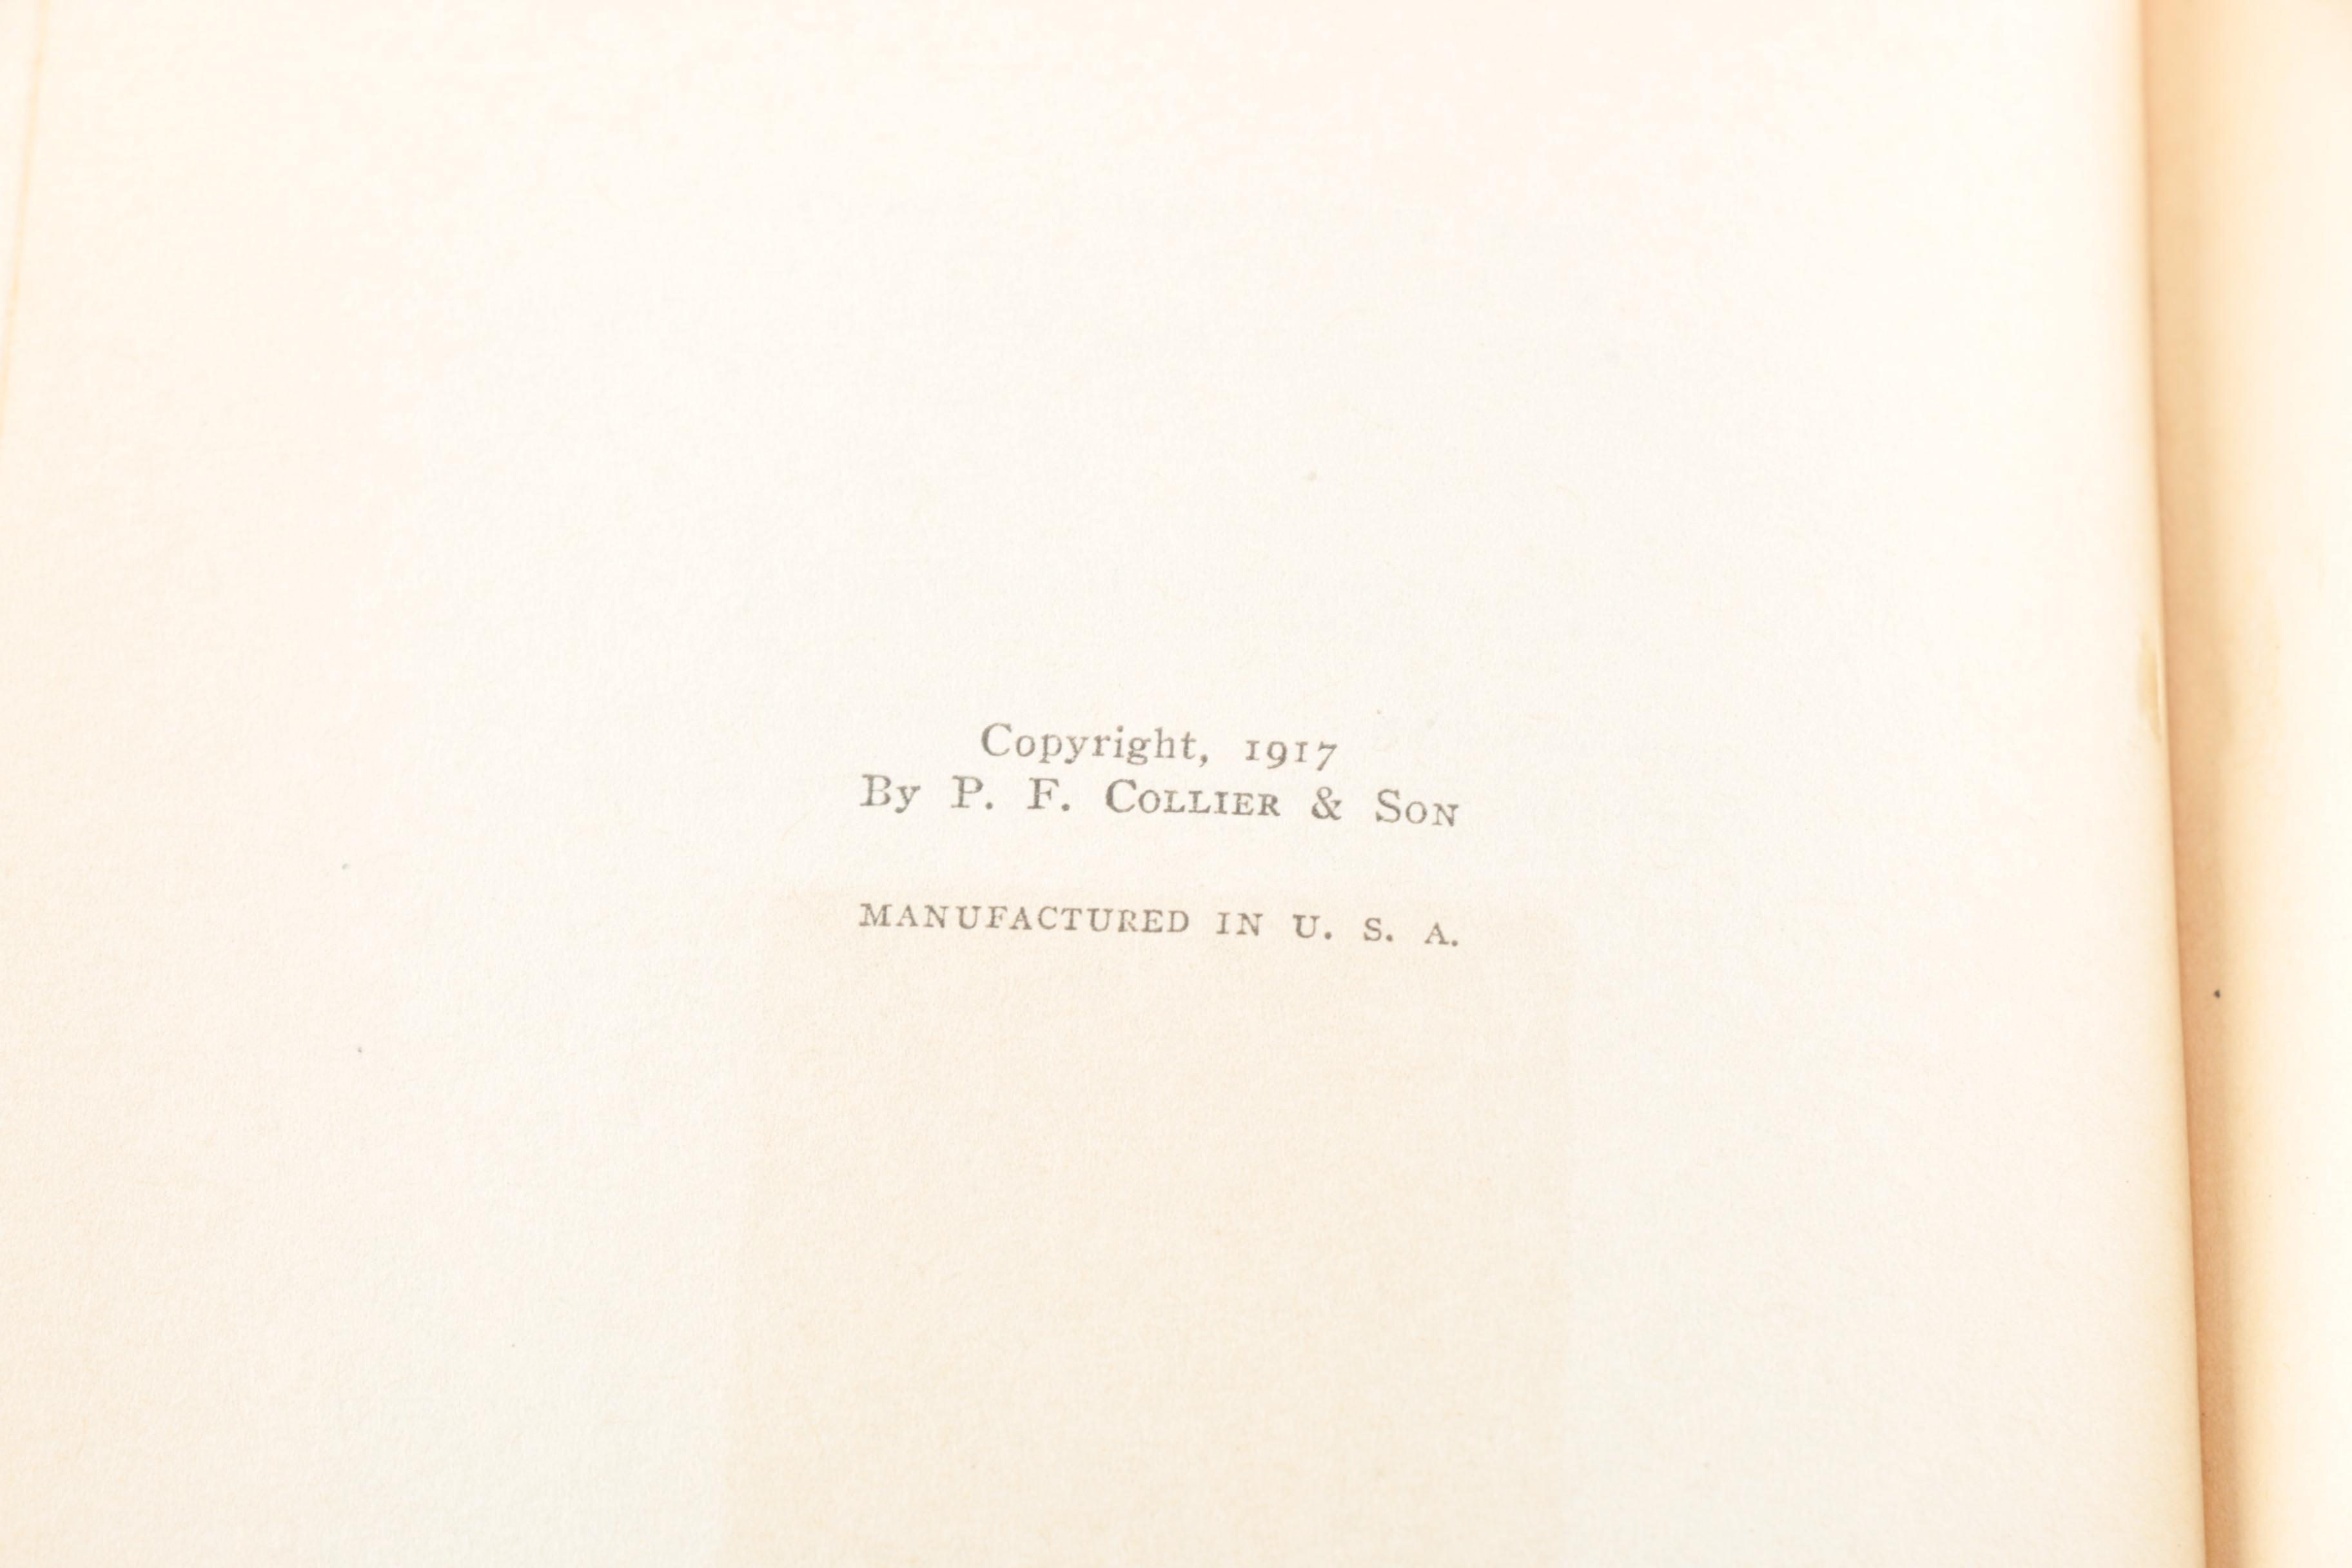 Copyright, 1917
By P. F. Collier & Son
MANUFACTURED IN U. S. A.